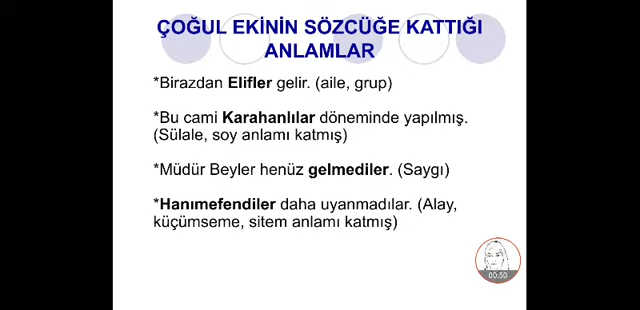 ÇOĞUL EKİNİN SÖZCÜĞE KATTIĞI
ANLAMLAR
*Birazdan Elifler gelir. (aile, grup)
*Bu cami Karahanlılar döneminde yapılmış.
(Sülale, soy anlamı katmış)
*Müdür Beyler henüz gelmediler. (Saygı)
*Hanımefendiler daha uyanmadılar. (Alay,
küçümseme, sitem anlamı katmış)
00:50